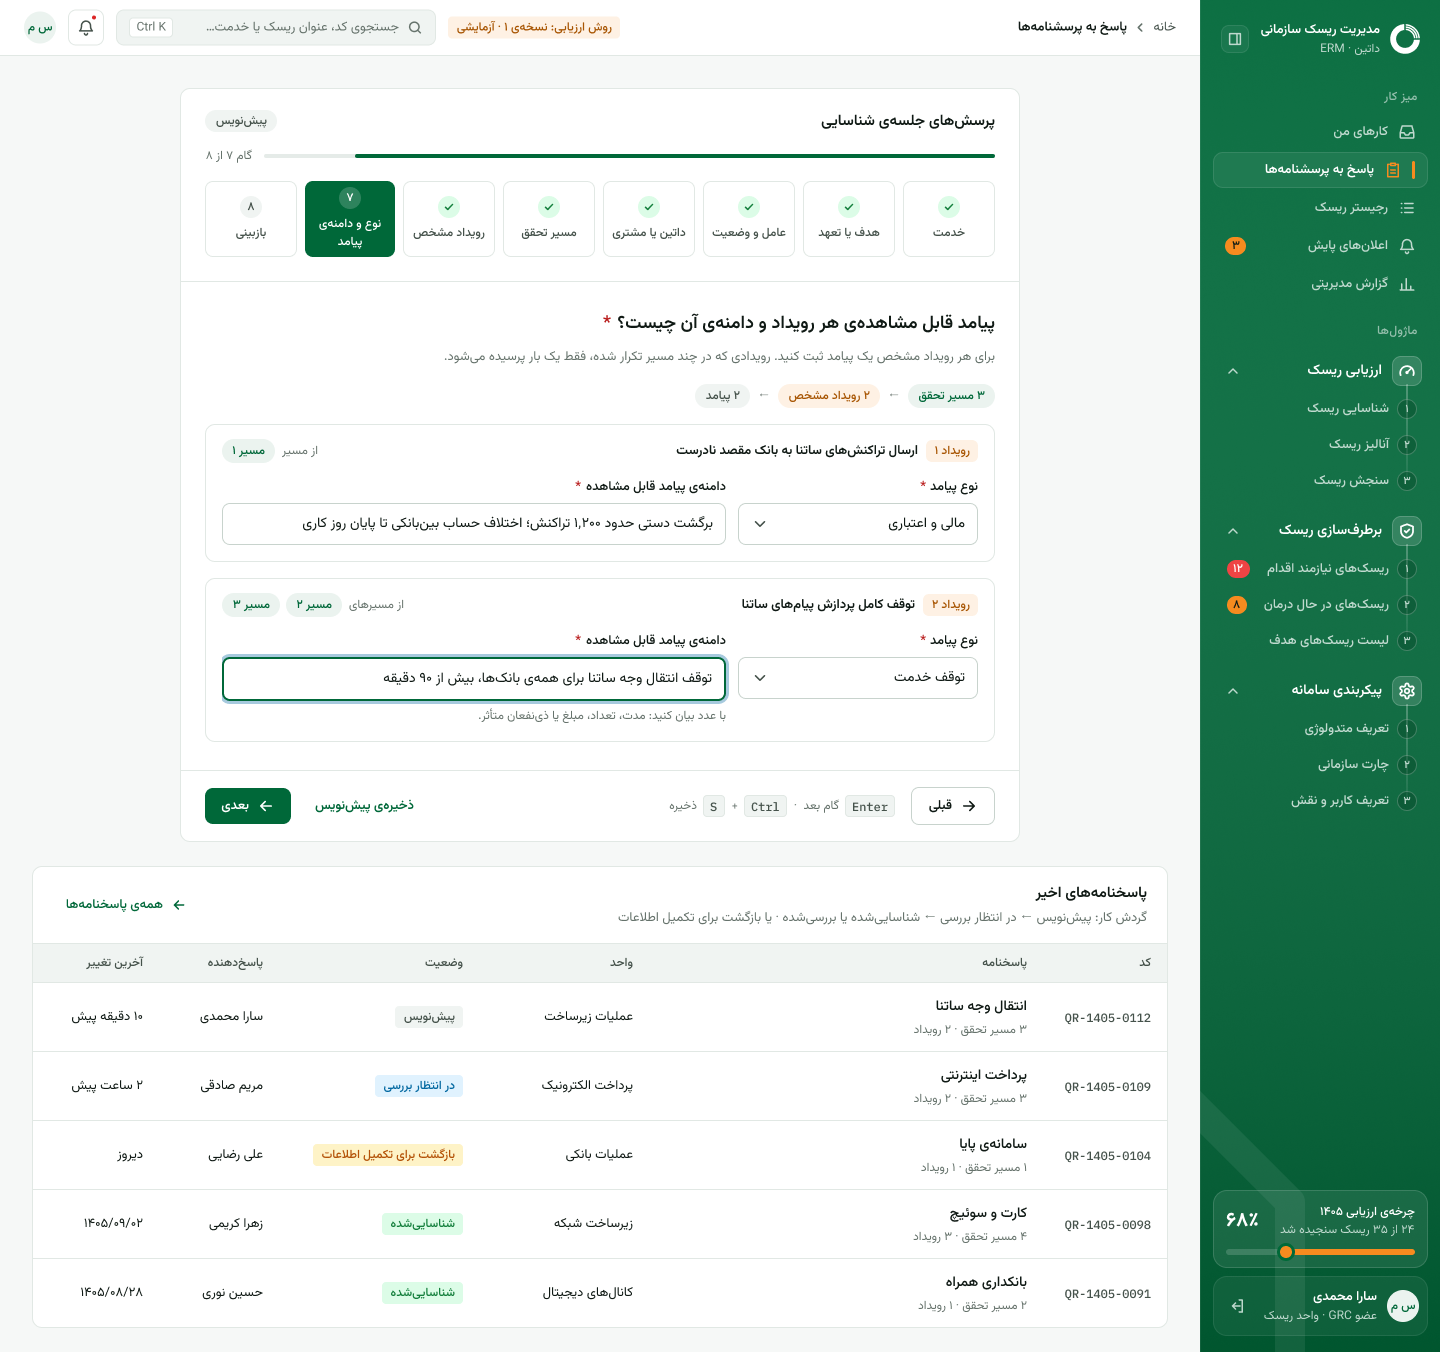 مدیریت ریسک سازمانی
داتین · ERM
میز کار
کارهای من
پاسخ به پرسشنامه‌ها
رجیستر ریسک
اعلان‌های پایش ۳
گزارش مدیریتی
ماژول‌ها
ارزیابی ریسک
۱ شناسایی ریسک
۲ آنالیز ریسک
۳ سنجش ریسک
برطرف‌سازی ریسک
۱ ریسک‌های نیازمند اقدام ۱۲
۲ ریسک‌های در حال درمان ۸
۳ لیست ریسک‌های هدف
پیکربندی سامانه
۱ تعریف متدولوژی
۲ چارت سازمانی
۳ تعریف کاربر و نقش
چرخه‌ی ارزیابی ۱۴۰۵ ۶۸٪
۲۴ از ۳۵ ریسک سنجیده شد
س م سارا محمدی
عضو GRC · واحد ریسک
خانه پاسخ به پرسشنامه‌ها
روش ارزیابی: نسخه‌ی ۱ · آزمایشی
جستجوی کد، عنوان ریسک یا خدمت… Ctrl K
س م
پرسش‌های جلسه‌ی شناسایی پیش‌نویس
گام ۷ از ۸
خدمت
هدف یا تعهد
عامل و وضعیت
داتین یا مشتری
مسیر تحقق
رویداد مشخص
۷
نوع و دامنه‌ی
پیامد
۸
بازبینی
پیامد قابل مشاهده‌ی هر رویداد و دامنه‌ی آن چیست؟ *
برای هر رویداد مشخص یک پیامد ثبت کنید. رویدادی که در چند مسیر تکرار شده، فقط یک بار پرسیده می‌شود.
۳ مسیر تحقق ← ۲ رویداد مشخص ← ۲ پیامد
رویداد ۱ ارسال تراکنش‌های ساتنا به بانک مقصد نادرست از مسیر مسیر ۱
نوع پیامد * دامنه‌ی پیامد قابل مشاهده *
مالی و اعتباری برگشت دستی حدود ۱,۲۰۰ تراکنش؛ اختلاف حساب بین‌بانکی تا پایان روز کاری
رویداد ۲ توقف کامل پردازش پیام‌های ساتنا از مسیرهای مسیر ۲ مسیر ۳
نوع پیامد * دامنه‌ی پیامد قابل مشاهده *
توقف خدمت توقف انتقال وجه ساتنا برای همه‌ی بانک‌ها، بیش از ۹۰ دقیقه
با عدد بیان کنید: مدت، تعداد، مبلغ یا ذی‌نفعان متأثر.
قبلی Enter گام بعد · Ctrl + S ذخیره ذخیره‌ی پیش‌نویس بعدی
پاسخنامه‌های اخیر
گردش کار: پیش‌نویس ← در انتظار بررسی ← شناسایی‌شده یا بررسی‌شده · یا بازگشت برای تکمیل اطلاعات
همه‌ی پاسخنامه‌ها
کد پاسخنامه واحد وضعیت پاسخ‌دهنده آخرین تغییر
QR-1405-0112 انتقال وجه ساتنا عملیات زیرساخت پیش‌نویس سارا محمدی ۱۰ دقیقه پیش
۳ مسیر تحقق · ۲ رویداد
QR-1405-0109 پرداخت اینترنتی پرداخت الکترونیک در انتظار بررسی مریم صادقی ۲ ساعت پیش
۳ مسیر تحقق · ۲ رویداد
QR-1405-0104 سامانه‌ی پایا عملیات بانکی بازگشت برای تکمیل اطلاعات علی رضایی دیروز
۱ مسیر تحقق · ۱ رویداد
QR-1405-0098 کارت و سوئیچ زیرساخت شبکه شناسایی‌شده زهرا کریمی ۱۴۰۵/۰۹/۰۲
۴ مسیر تحقق · ۳ رویداد
QR-1405-0091 بانکداری همراه کانال‌های دیجیتال شناسایی‌شده حسین نوری ۱۴۰۵/۰۸/۲۸
۲ مسیر تحقق · ۱ رویداد